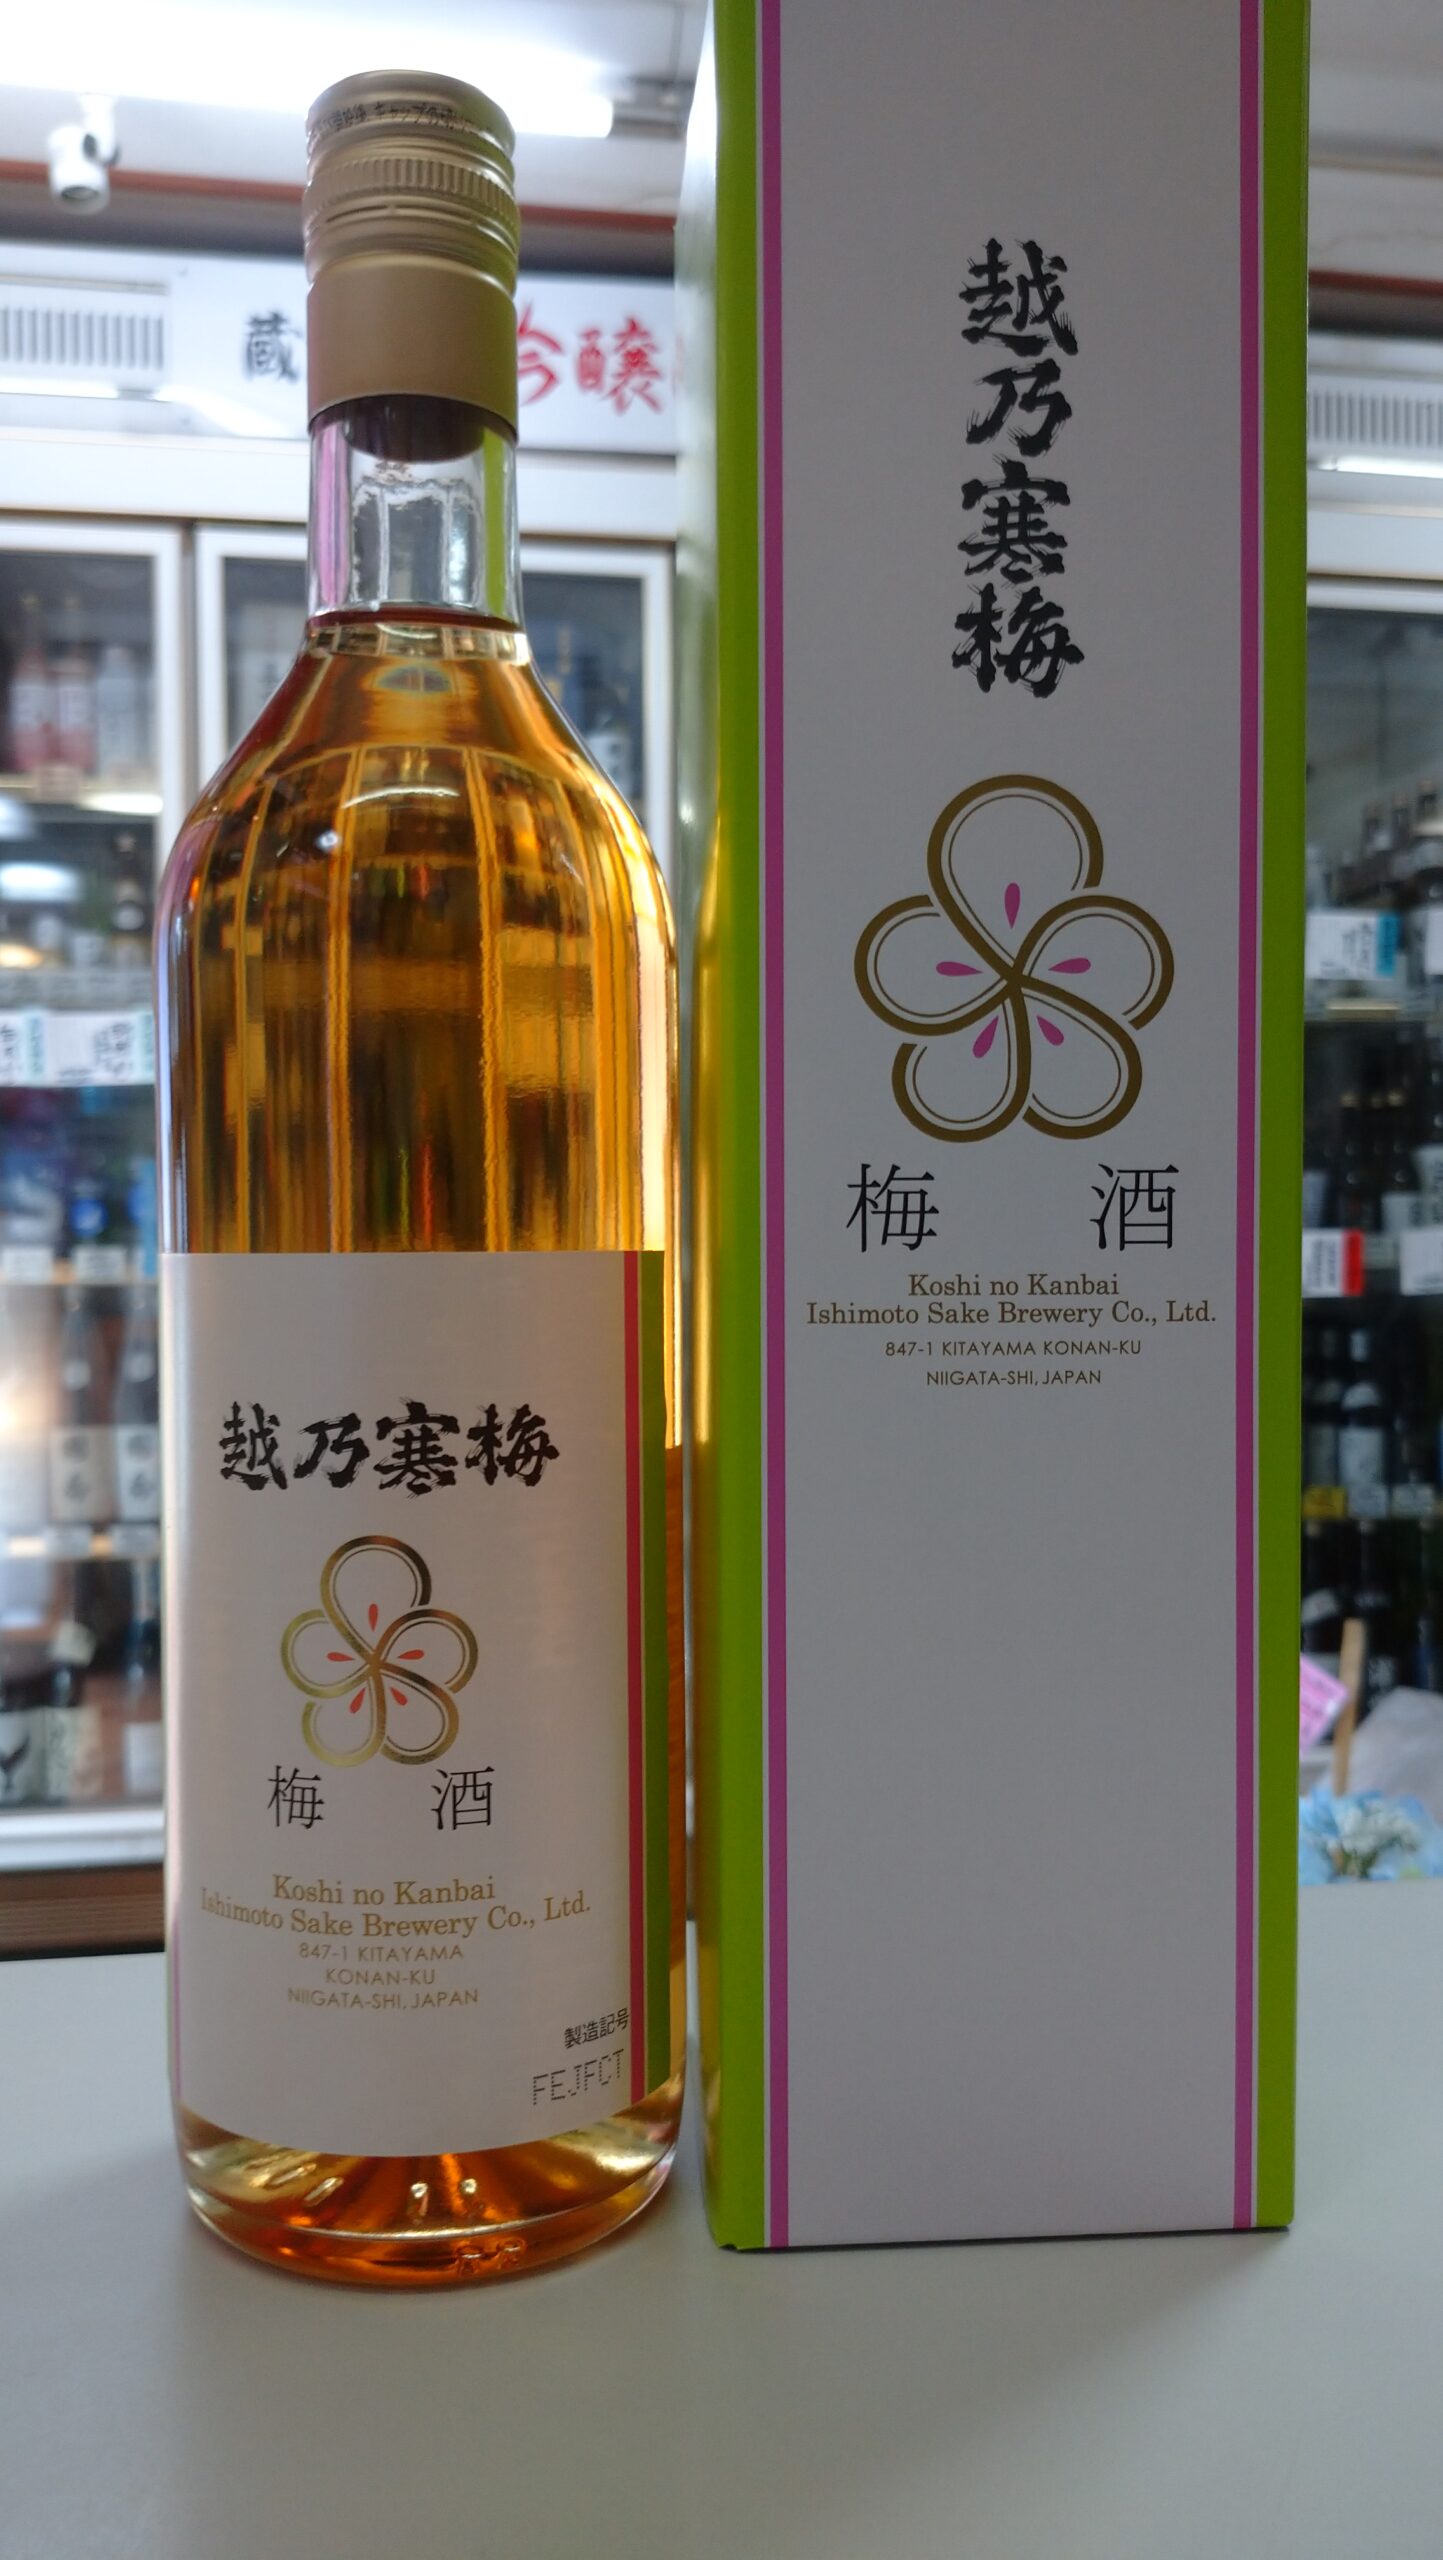 蔵
吟醸
越乃寒梅
梅 酒
Koshi no Kanbai
Ishimoto Sake Brewery Co., Ltd.
847-1 KITAYAMA
KONAN-KU
NIIGATA-SHI, JAPAN
製造記号
FEJFCT
越乃寒梅
梅 酒
Koshi no Kanbai
Ishimoto Sake Brewery Co., Ltd.
847-1 KITAYAMA KONAN-KU
NIIGATA-SHI, JAPAN